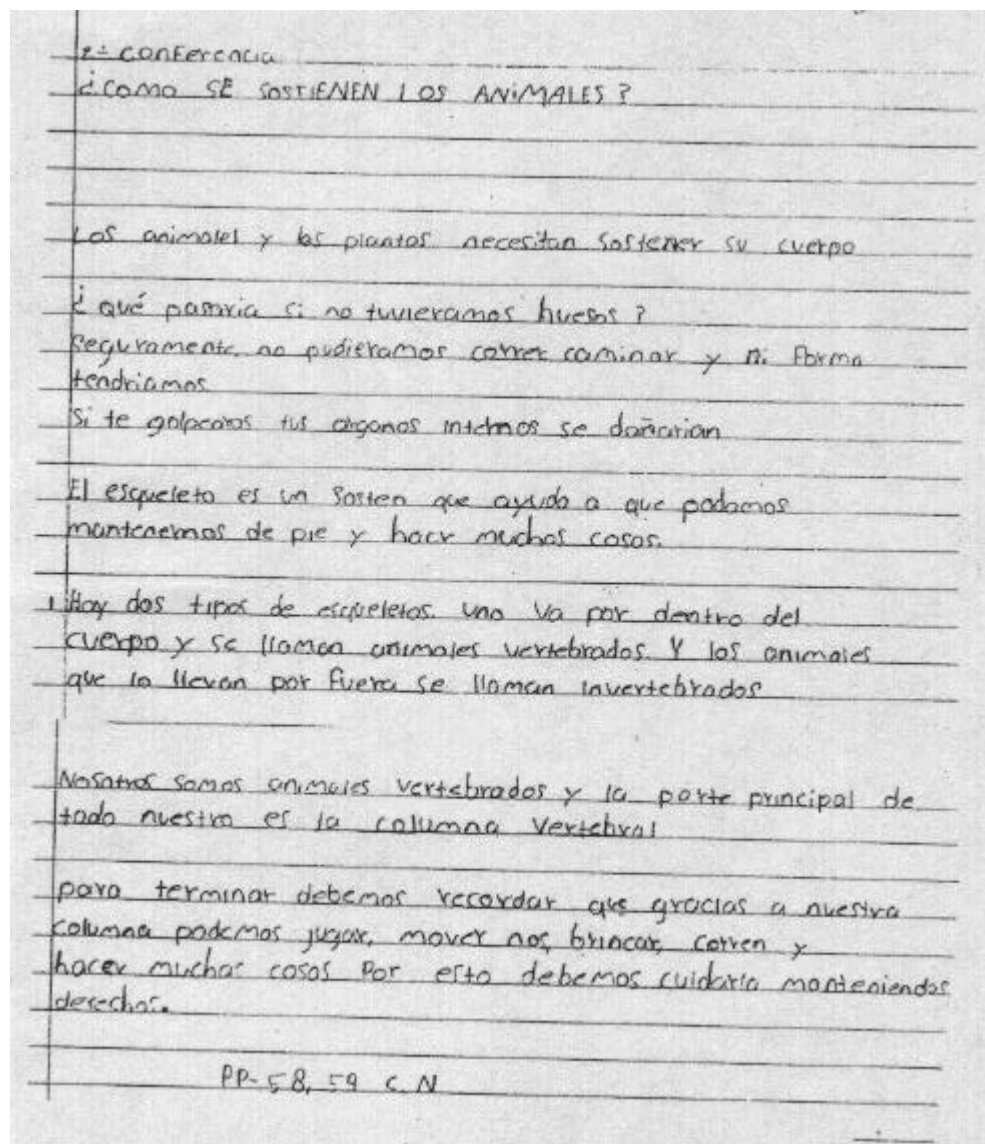 2ª conferencia
¿COMO SE SOSTIENEN LOS ANiMALES?
Los animales y las plantas necesitan sostener su cuerpo
¿qué pasaria si no tuvieramos huesos?
seguramente no pudieramos correr caminar y ni forma
tendriamos
Si te golpearas tus organos internos se dañarian
El esqueleto es un sosten que ayuda a que podamos
mantenernos de pie y hacer muchas cosas.
1 Hay dos tipos de esqueletos. uno va por dentro del
cuerpo y se llaman animales vertebrados. Y los animales
que lo llevan por fuera se llaman invertebrados
Nosotros somos animales vertebrados y la parte principal de
todo nuestro es la columna vertebral
para terminar debemos recordar que gracias a nuestra
columna podemos jugar, mover nos, brincar, corren y
hacer muchas cosas Por esto debemos cuidarla manteniendos
derechos.
PP- 58, 59 C. N